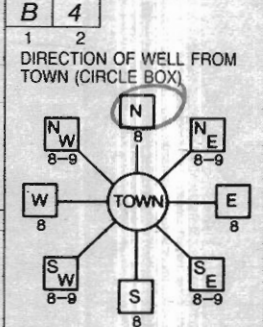 B 4
1 2
DIRECTION OF WELL FROM
TOWN (CIRCLE BOX)
N
8
NW
8-9
NE
8-9
W
8
TOWN
E
8
SW
8-9
SE
8-9
S
8